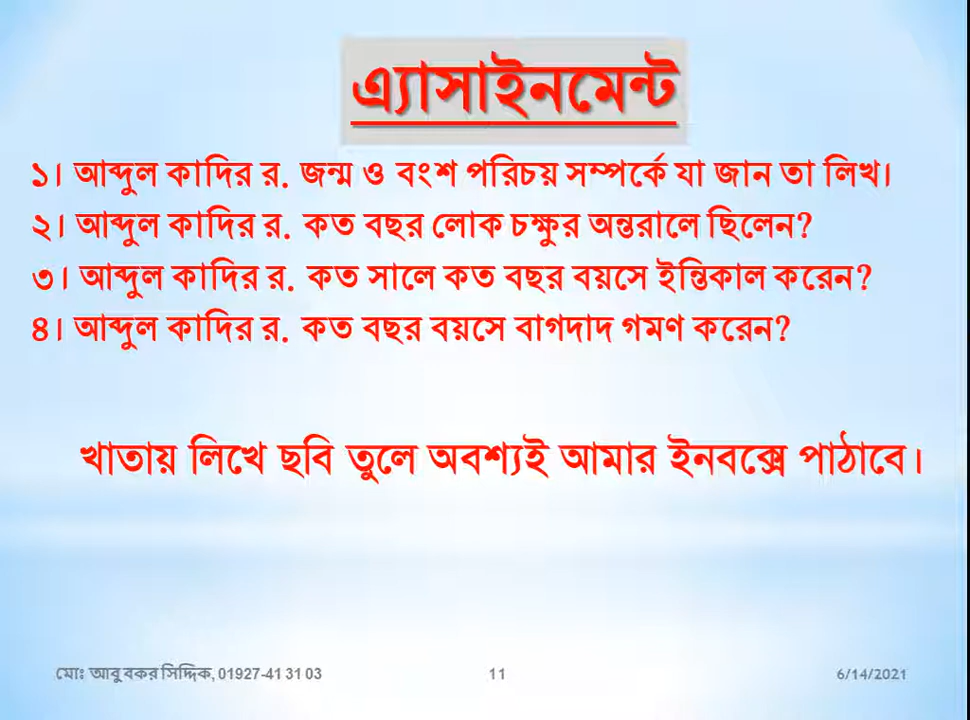 এ্যাসাইনমেন্ট
১। আব্দুল কাদির র. জন্ম ও বংশ পরিচয় সম্পর্কে যা জান তা লিখ।
২। আব্দুল কাদির র. কত বছর লোক চক্ষুর অন্তরালে ছিলেন?
৩। আব্দুল কাদির র. কত সালে কত বছর বয়সে ইন্তিকাল করেন?
৪। আব্দুল কাদির র. কত বছর বয়সে বাগদাদ গমণ করেন?
খাতায় লিখে ছবি তুলে অবশ্যই আমার ইনবক্সে পাঠাবে।
মোঃ আবু বকর সিদ্দিক, 01927-41 31 03 11 6/14/2021